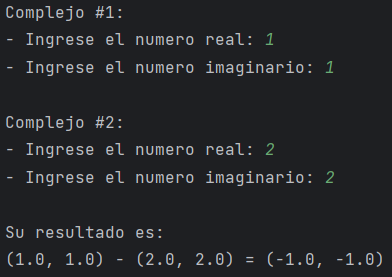 Complejo #1:
- Ingrese el numero real: 1
- Ingrese el numero imaginario: 1
Complejo #2:
- Ingrese el numero real: 2
- Ingrese el numero imaginario: 2
Su resultado es:
(1.0, 1.0) - (2.0, 2.0) = (-1.0, -1.0)